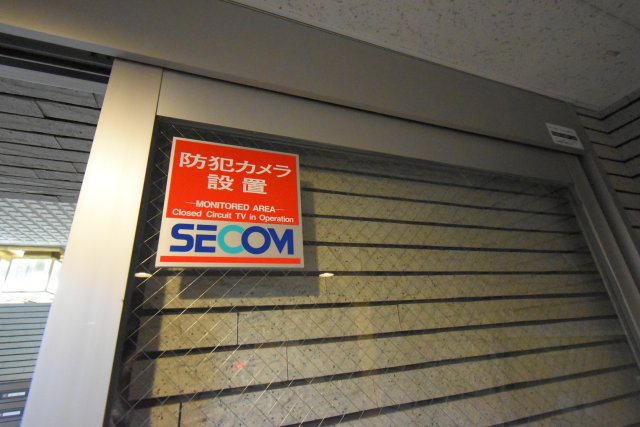 防犯カメラ
設置
MONITORED AREA
Closed Circuit TV in Operation
SECOM